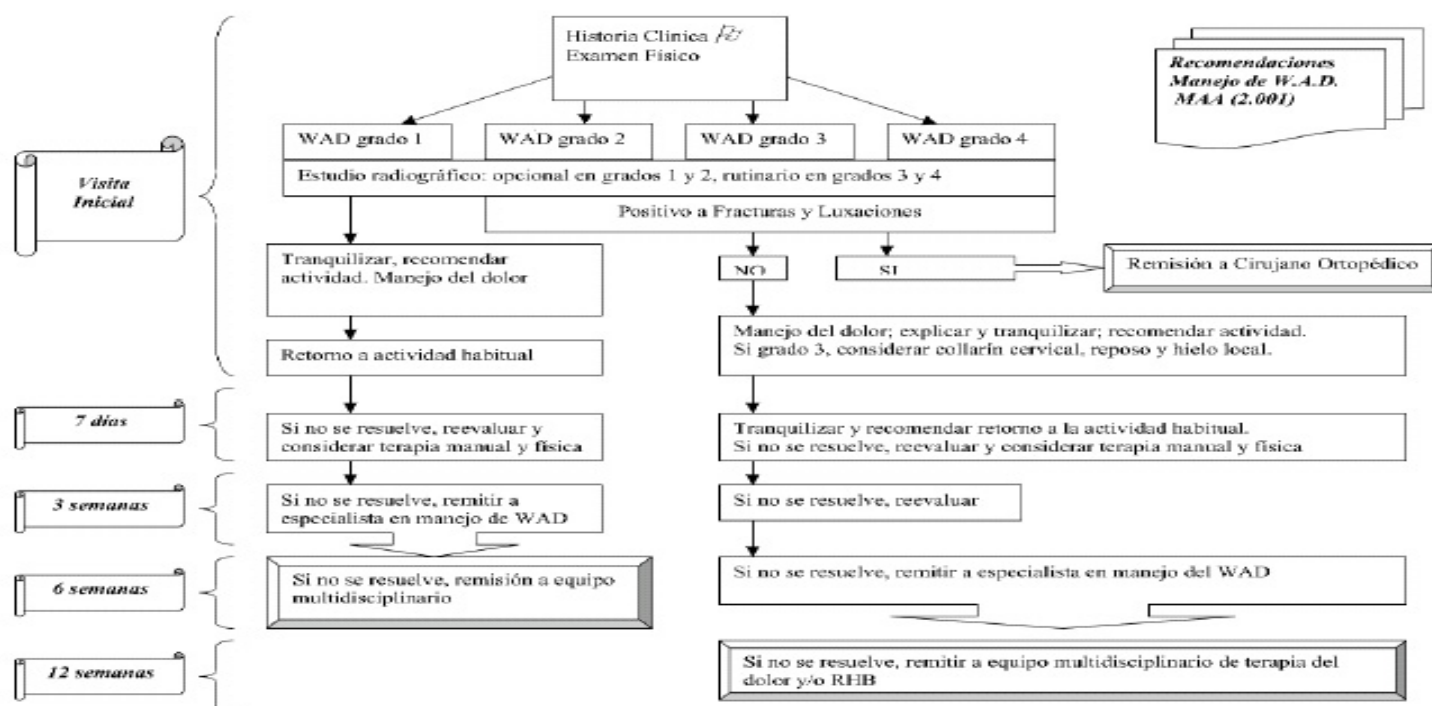 Historia Clínica
Examen Físico
Recomendaciones
Manejo de W.A.D.
MAA (2.001)
WAD grado 1
WAD grado 2
WAD grado 3
WAD grado 4
Estudio radiográfico: opcional en grados 1 y 2, rutinario en grados 3 y 4
Visita
Inicial
Positivo a Fracturas y Luxaciones
Tranquilizar, recomendar
actividad. Manejo del dolor
NO
SI
Remisión a Cirujano Ortopédico
Manejo del dolor; explicar y tranquilizar; recomendar actividad.
Si grado 3, considerar collarín cervical, reposo y hielo local.
Retorno a actividad habitual
7 días
Si no se resuelve, reevaluar y
considerar terapia manual y física
Tranquilizar y recomendar retorno a la actividad habitual.
Si no se resuelve, reevaluar y considerar terapia manual y física
3 semanas
Si no se resuelve, remitir a
especialista en manejo de WAD
Si no se resuelve, reevaluar
6 semanas
Si no se resuelve, remisión a equipo
multidisciplinario
Si no se resuelve, remitir a especialista en manejo del WAD
12 semanas
Si no se resuelve, remitir a equipo multidisciplinario de terapia del
dolor y/o RHB